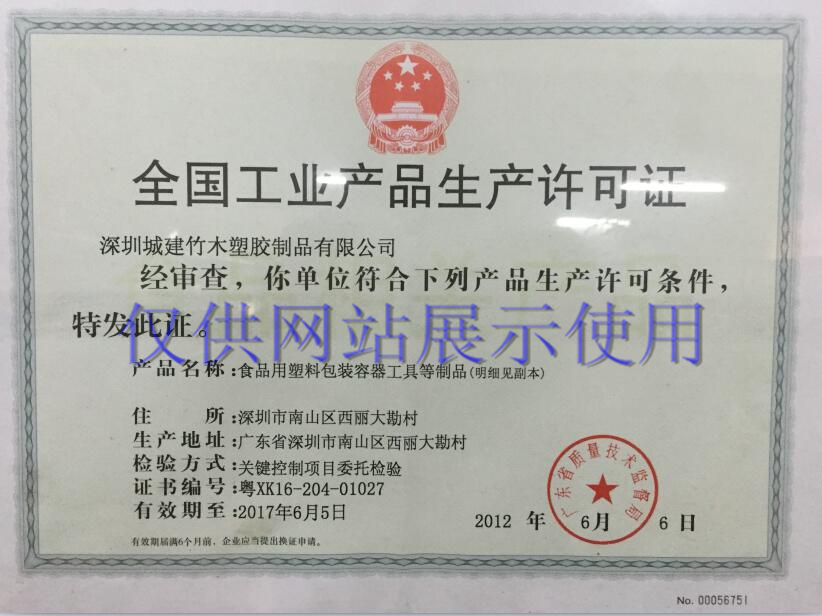 全国工业产品生产许可证
深圳城建竹木塑胶制品有限公司
经审查，你单位符合下列产品生产许可条件，
特发此证。
仅供网站展示使用
产品名称：食品用塑料包装容器工具等制品(明细见副本)
住　　所：深圳市南山区西丽大勘村
生产地址：广东省深圳市南山区西丽大勘村
检验方式：关键控制项目委托检验
证书编号：粤XK16-204-01027
有效期至：2017年6月5日
广东省质量技术监督局
2012 年 6月 6 日
有效期届满6个月前，企业应当提出换证申请。
No. 00056751